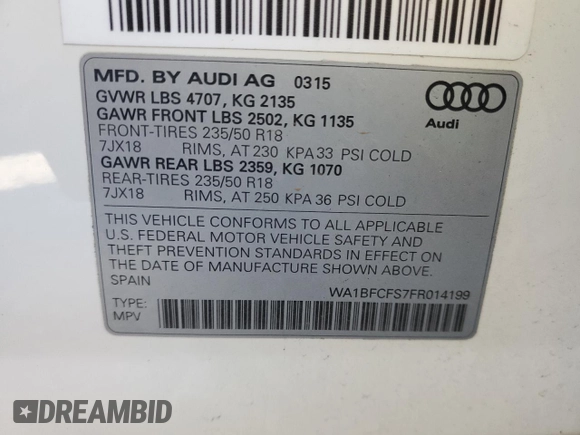 MFD. BY AUDI AG 0315
GVWR LBS 4707, KG 2135
GAWR FRONT LBS 2502, KG 1135
FRONT-TIRES 235/50 R18
7JX18 RIMS, AT 230 KPA 33 PSI COLD
GAWR REAR LBS 2359, KG 1070
REAR-TIRES 235/50 R18
7JX18 RIMS, AT 250 KPA 36 PSI COLD
Audi
THIS VEHICLE CONFORMS TO ALL APPLICABLE
U.S. FEDERAL MOTOR VEHICLE SAFETY AND
THEFT PREVENTION STANDARDS IN EFFECT ON
THE DATE OF MANUFACTURE SHOWN ABOVE.
SPAIN WA1BFCFS7FR014199
TYPE:
MPV
DREAMBID